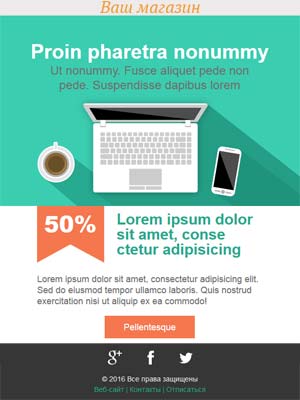 Ваш магазин
Proin pharetra nonummy
Ut nonummy. Fusce aliquet pede non
pede. Suspendisse dapibus lorem
50%
Lorem ipsum dolor
sit amet, conse
ctetur adipisicing
Lorem ipsum dolor amet, consectetur adipisicing elit.
Sed do eiusmod tempor ullamco laboris. Quis nostrud
exercitation nisi out aliquip ex ea commodo!
Pellentesque
g+ f
© 2016 Все права защищены
Веб-сайт | Контакты | Отписаться